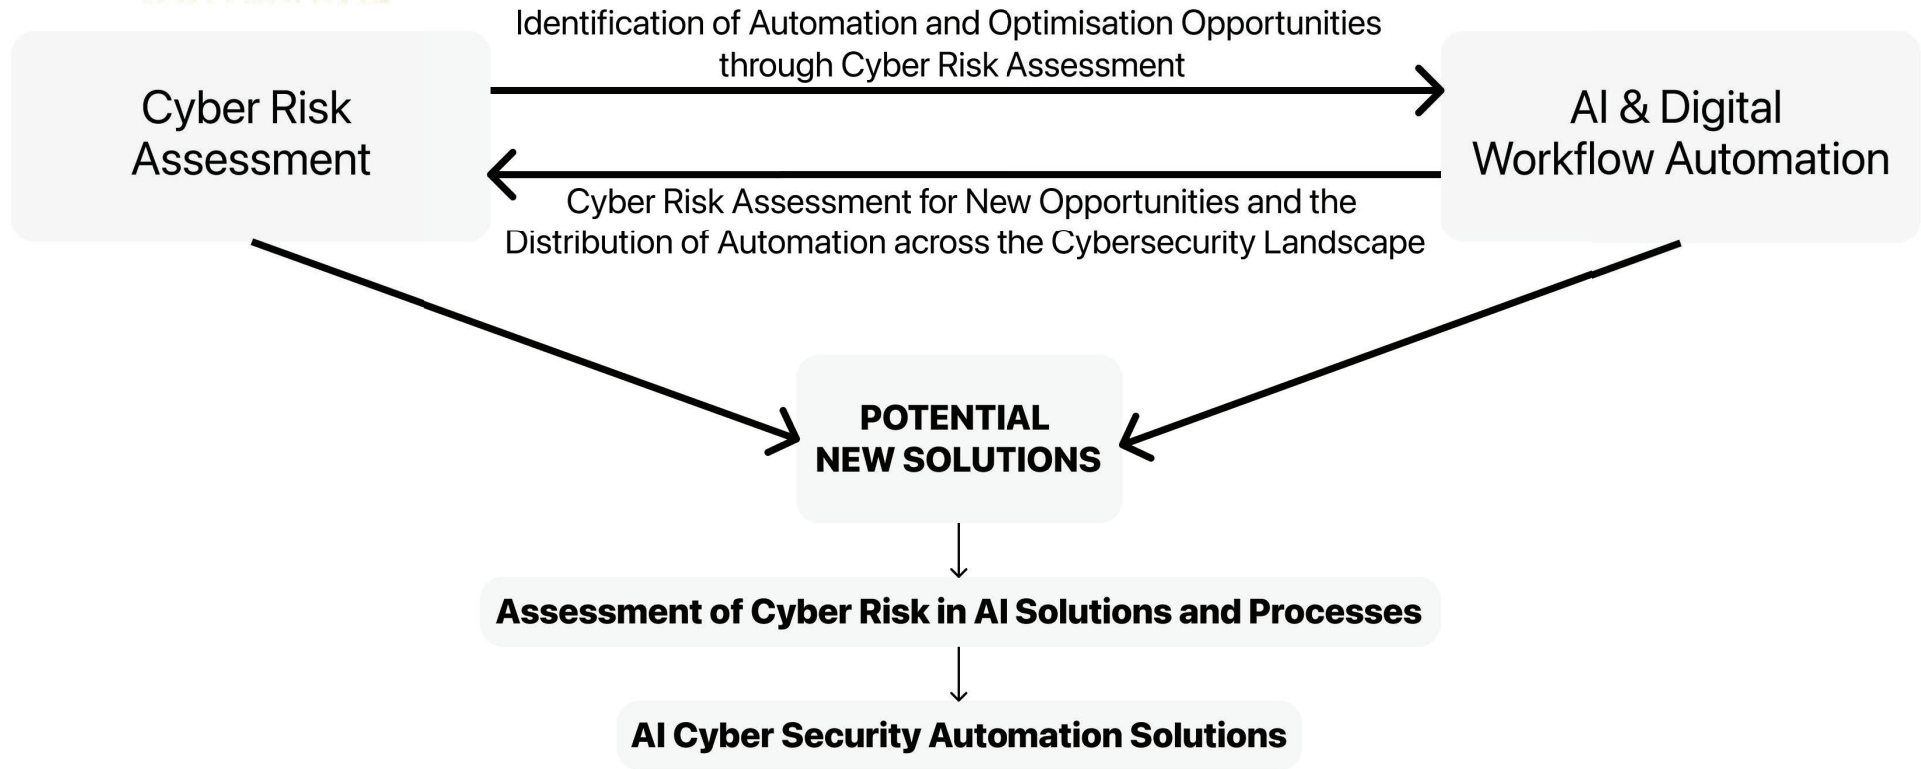 Identification of Automation and Optimisation Opportunities
through Cyber Risk Assessment
Cyber Risk
Assessment
AI & Digital
Workflow Automation
Cyber Risk Assessment for New Opportunities and the
Distribution of Automation across the Cybersecurity Landscape
POTENTIAL
NEW SOLUTIONS
Assessment of Cyber Risk in AI Solutions and Processes
AI Cyber Security Automation Solutions